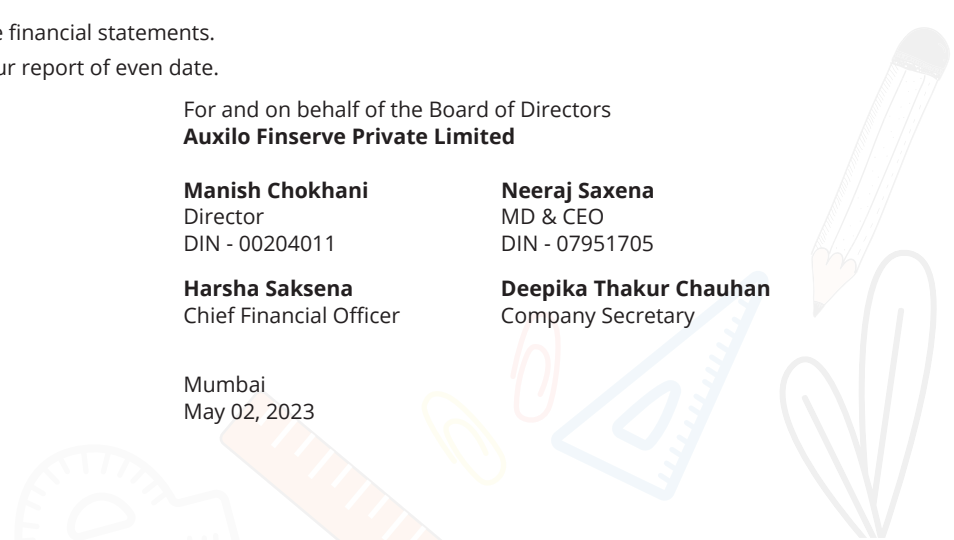 financial statements.
report of even date.
For and on behalf of the Board of Directors
Auxilo Finserve Private Limited
Manish Chokhani
Director
DIN - 00204011
Neeraj Saxena
MD & CEO
DIN - 07951705
Harsha Saksena
Chief Financial Officer
Deepika Thakur Chauhan
Company Secretary
Mumbai
May 02, 2023